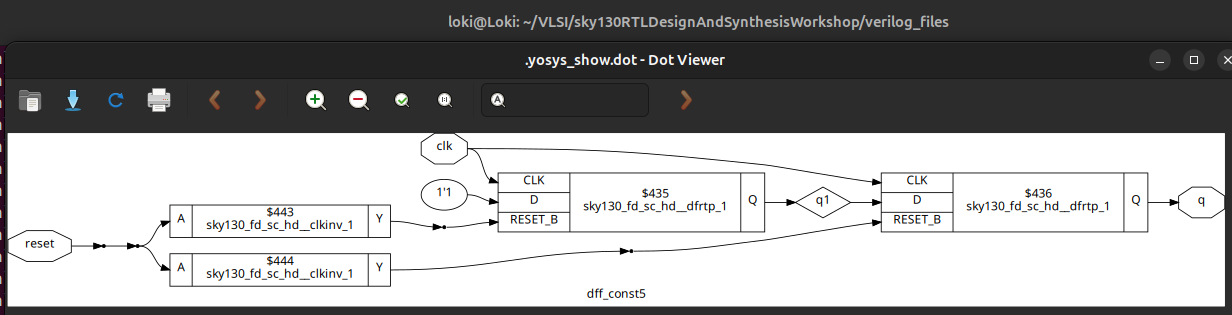 loki@Loki: ~/VLSI/sky130RTLDesignAndSynthesisWorkshop/verilog_files
.yosys_show.dot - Dot Viewer
clk
1'1
CLK
D
RESET_B
$435
sky130_fd_sc_hd__dfrtp_1
Q
q1
CLK
D
RESET_B
$436
sky130_fd_sc_hd__dfrtp_1
Q
q
reset
A
$443
sky130_fd_sc_hd__clkinv_1
Y
A
$444
sky130_fd_sc_hd__clkinv_1
Y
dff_const5